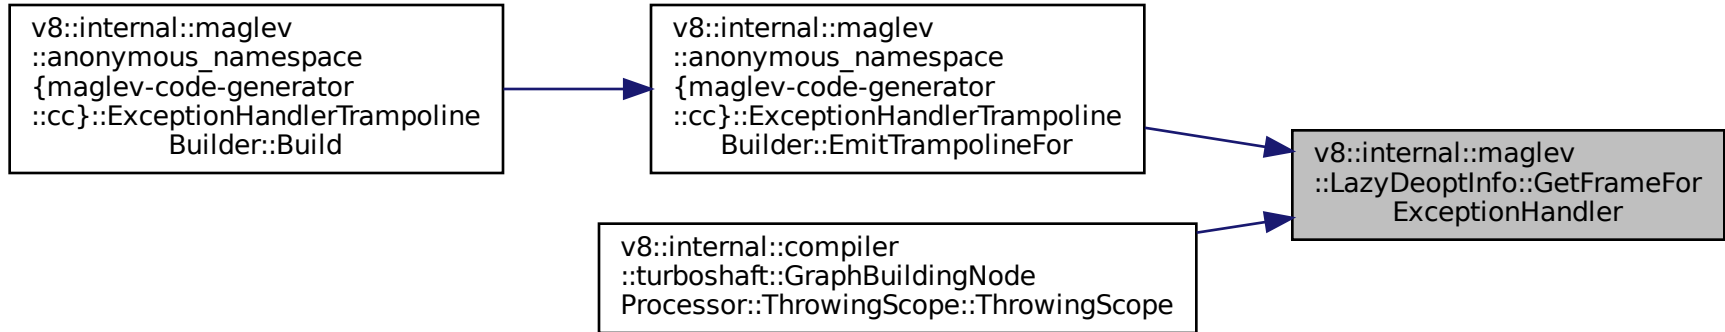 v8::internal::maglev
::anonymous_namespace
{maglev-code-generator
::cc}::ExceptionHandlerTrampoline
Builder::Build
v8::internal::maglev
::anonymous_namespace
{maglev-code-generator
::cc}::ExceptionHandlerTrampoline
Builder::EmitTrampolineFor
v8::internal::maglev
::LazyDeoptInfo::GetFrameFor
ExceptionHandler
v8::internal::compiler
::turboshaft::GraphBuildingNode
Processor::ThrowingScope::ThrowingScope